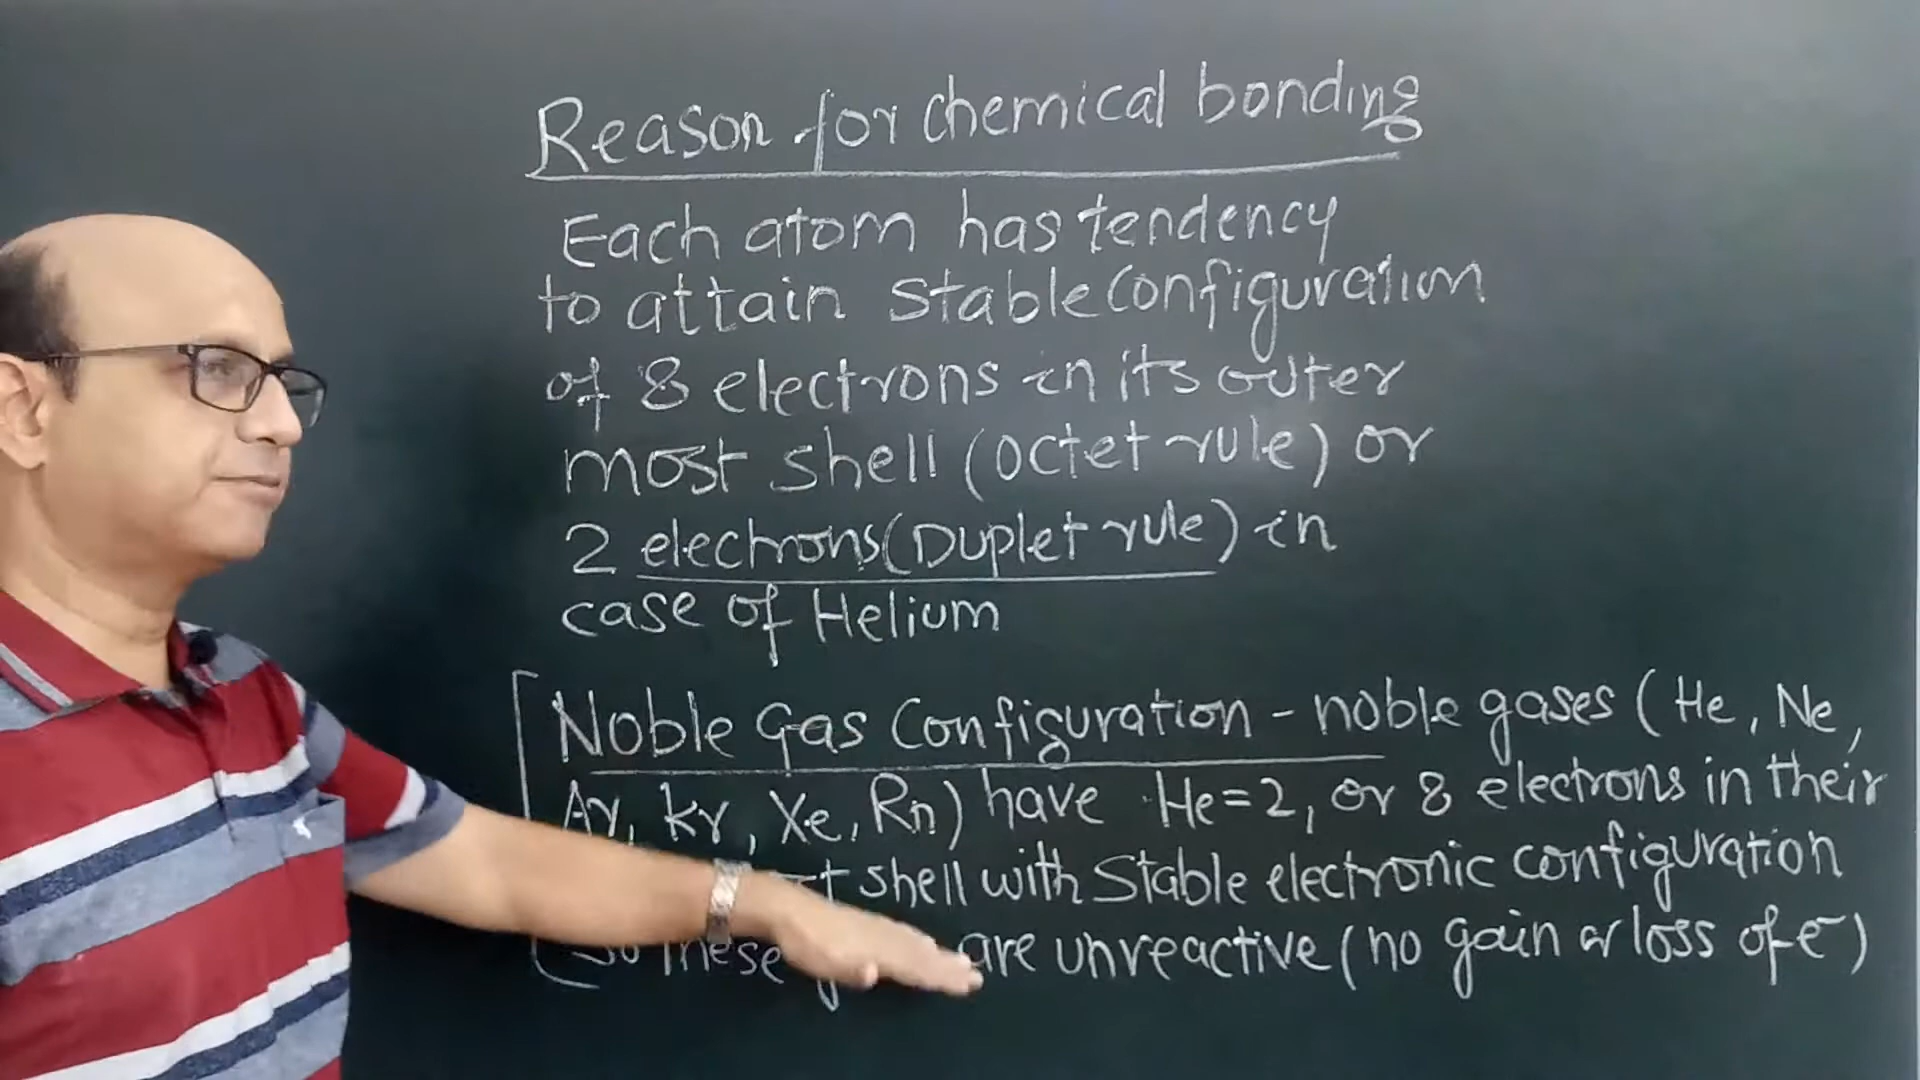 Reason for chemical bonding
Each atom has tendency
to attain stable configuration
of 8 electrons in its outer
most shell (octet rule) or
2 electrons (Duplet rule) in
case of Helium
Noble Gas Configuration - noble gases (He, Ne,
Ar, Kr, Xe, Rn) have He=2, or 8 electrons in their
shell with stable electronic configuration
So these are unreactive (no gain or loss of e⁻)